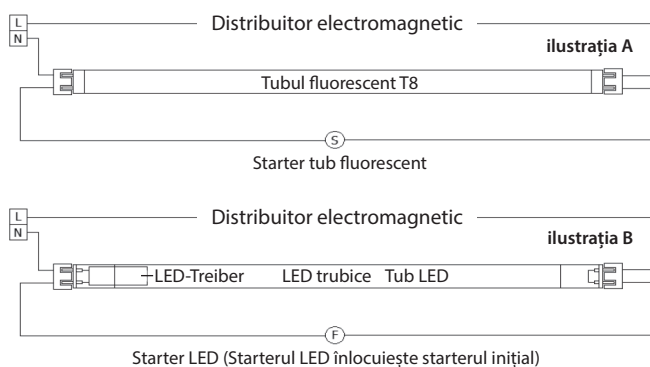 L
Distribuitor electromagnetic
N
ilustrația A
Tubul fluorescent T8
S
Starter tub fluorescent
L
Distribuitor electromagnetic
N
ilustrația B
LED-Treiber LED trubice Tub LED
F
Starter LED (Starterul LED înlocuiește starterul inițial)